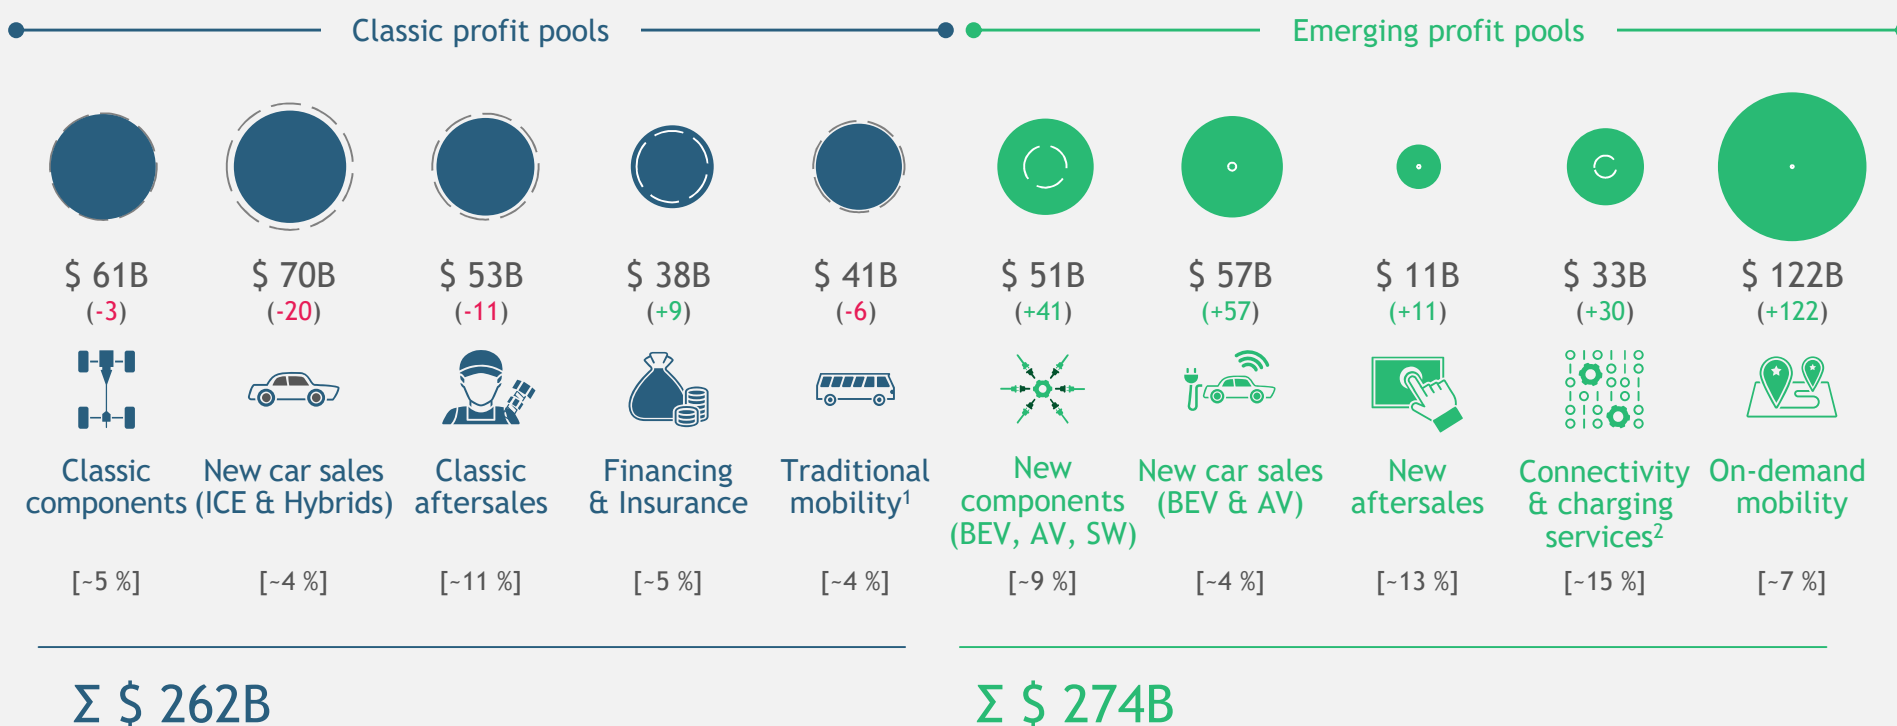 Classic profit pools
Emerging profit pools
$ 61B
(-3)
Classic
components
[~5 %]
$ 70B
(-20)
New car sales
(ICE & Hybrids)
[~4 %]
$ 53B
(-11)
Classic
aftersales
[~11 %]
$ 38B
(+9)
Financing
& Insurance
[~5 %]
$ 41B
(-6)
Traditional
mobility¹
[~4 %]
$ 51B
(+41)
New
components
(BEV, AV, SW)
[~9 %]
$ 57B
(+57)
New car sales
(BEV & AV)
[~4 %]
$ 11B
(+11)
New
aftersales
[~13 %]
$ 33B
(+30)
Connectivity
& charging
services²
[~15 %]
$ 122B
(+122)
On-demand
mobility
[~7 %]
Σ $ 262B
Σ $ 274B